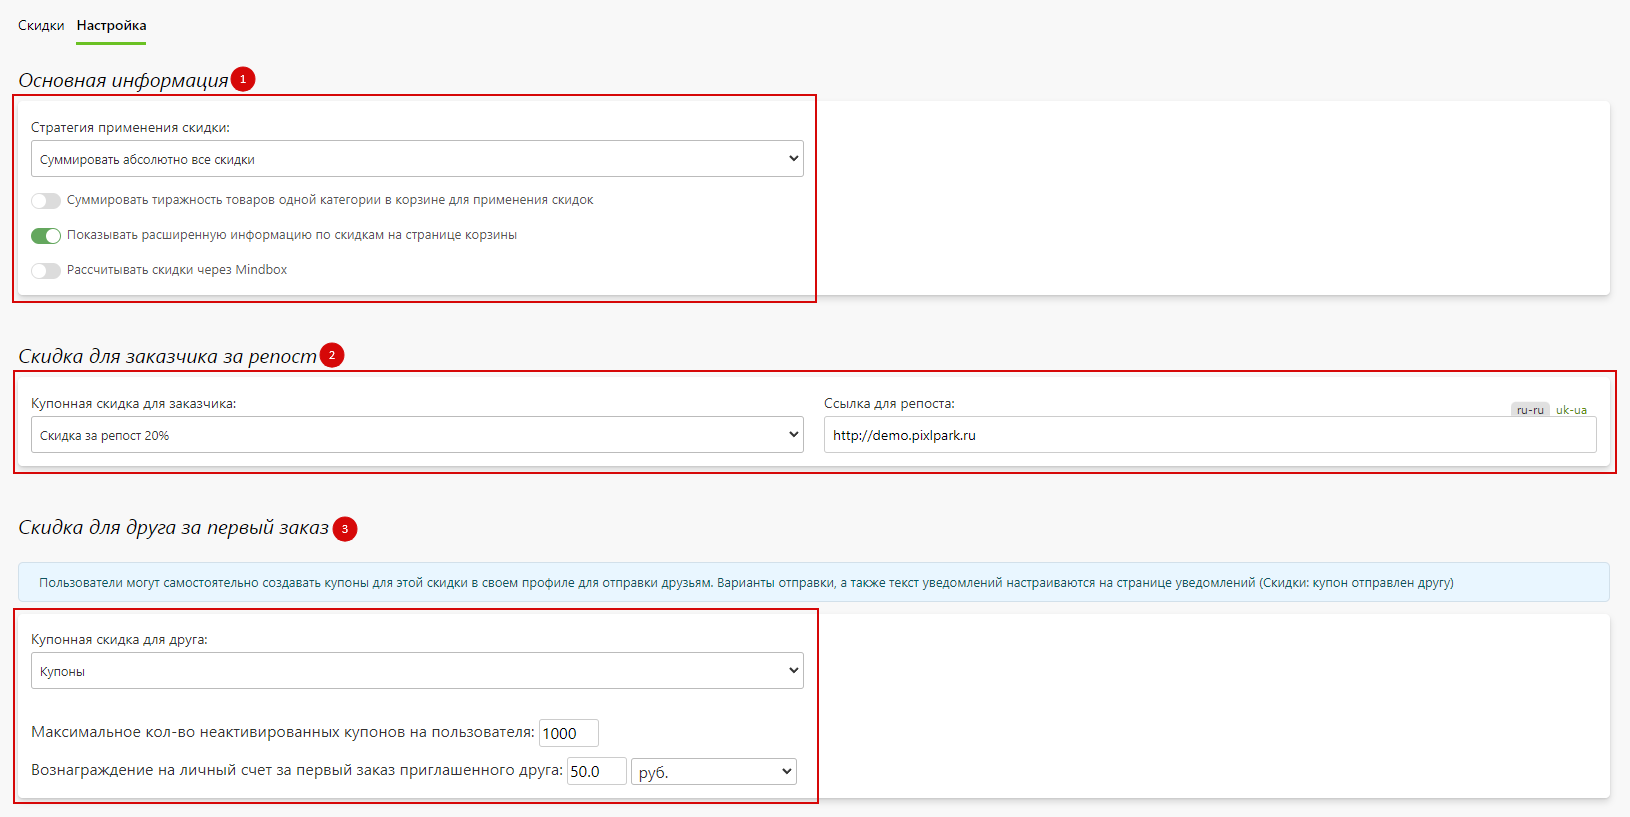 Скидки Настройка
Основная информация 1
Стратегия применения скидки:
Суммировать абсолютно все скидки
Суммировать тиражность товаров одной категории в корзине для применения скидок
Показывать расширенную информацию по скидкам на странице корзины
Рассчитывать скидки через Mindbox
Скидка для заказчика за репост 2
Купонная скидка для заказчика:
Скидка за репост 20%
Ссылка для репоста:
ru-ru uk-ua
http://demo.pixlpark.ru
Скидка для друга за первый заказ 3
Пользователи могут самостоятельно создавать купоны для этой скидки в своем профиле для отправки друзьям. Варианты отправки, а также текст уведомлений настраиваются на странице уведомлений (Скидки: купон отправлен другу)
Купонная скидка для друга:
Купоны
Максимальное кол-во неактивированных купонов на пользователя: 1000
Вознаграждение на личный счет за первый заказ приглашенного друга: 50.0 руб.